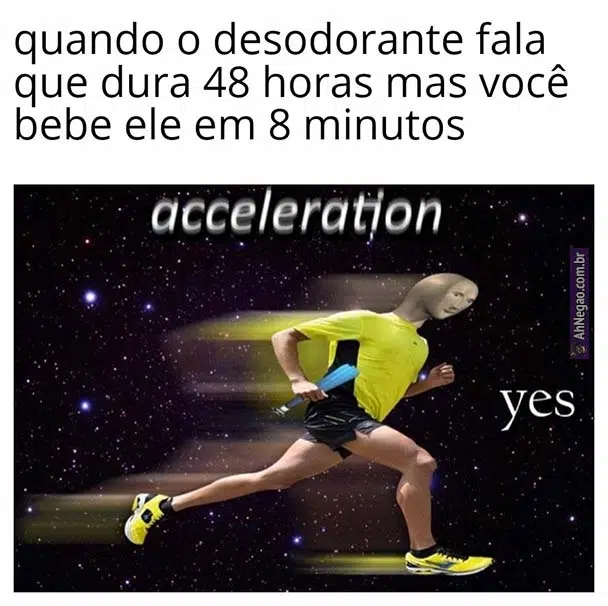 quando o desodorante fala
que dura 48 horas mas você
bebe ele em 8 minutos
acceleration
AhNegao.com.br
yes